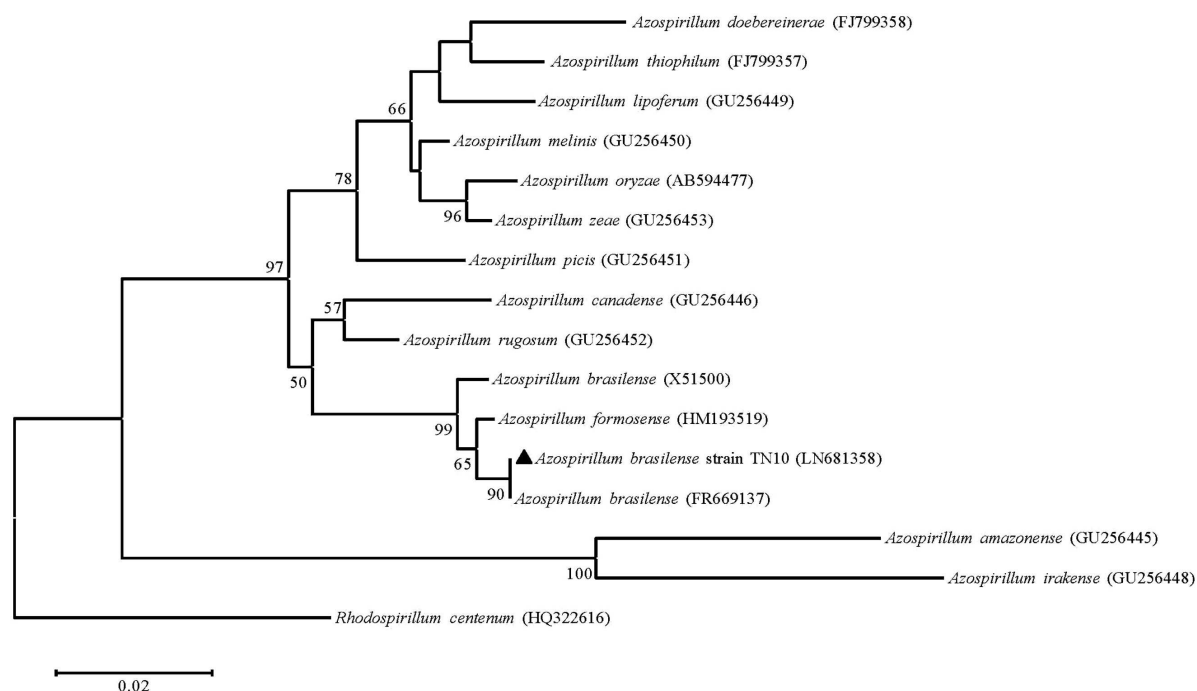 Azospirillum doebereinerae (FJ799358)
Azospirillum thiophilum (FJ799357)
Azospirillum lipoferum (GU256449)
66
Azospirillum melinis (GU256450)
78
Azospirillum oryzae (AB594477)
96
Azospirillum zeae (GU256453)
97
Azospirillum picis (GU256451)
Azospirillum canadense (GU256446)
57
Azospirillum rugosum (GU256452)
50
Azospirillum brasilense (X51500)
99
Azospirillum formosense (HM193519)
65
Azospirillum brasilense strain TN10 (LN681358)
90
Azospirillum brasilense (FR669137)
Azospirillum amazonense (GU256445)
100
Azospirillum irakense (GU256448)
Rhodospirillum centenum (HQ322616)
0.02